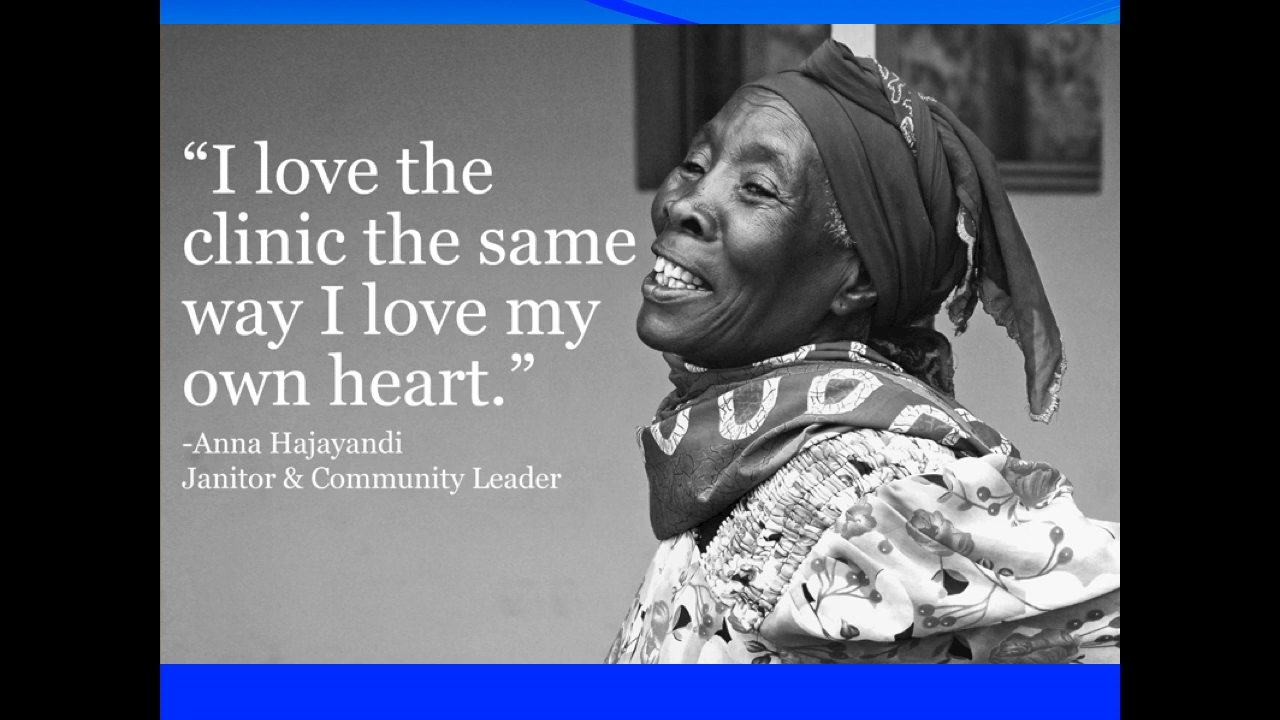 “I love the
clinic the same
way I love my
own heart.”
-Anna Hajayandi
Janitor & Community Leader